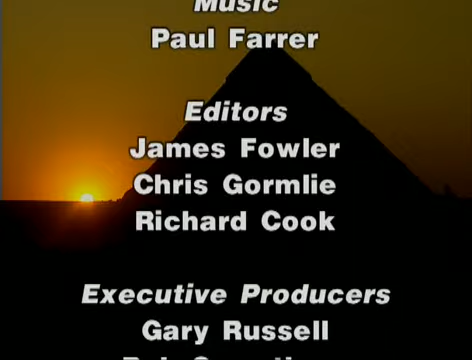 Music
Paul Farrer
Editors
James Fowler
Chris Gormlie
Richard Cook
Executive Producers
Gary Russell